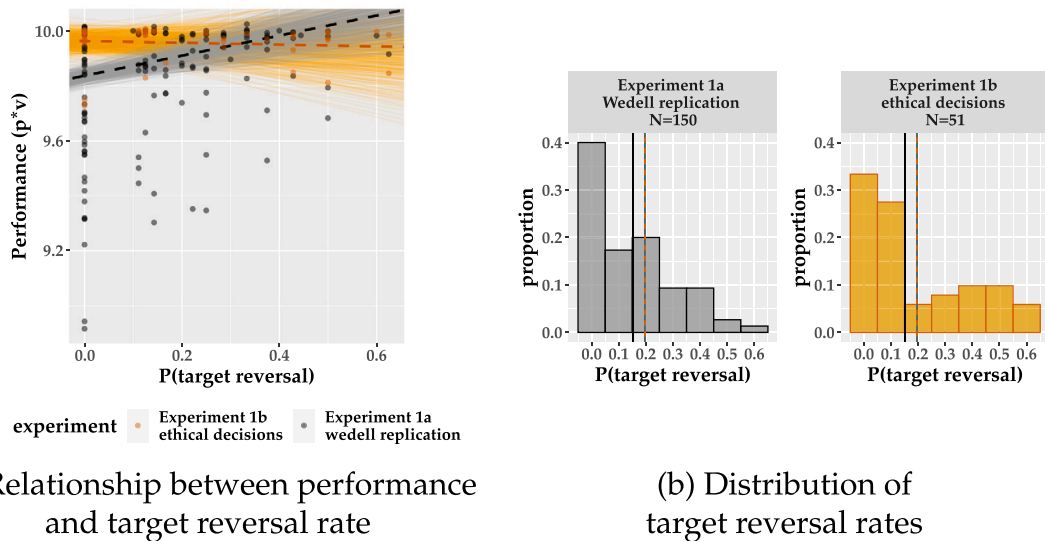 10.0
9.6
9.2
Performance (p*v)
0.0 0.2 0.4 0.6
P(target reversal)
experiment
Experiment 1b
ethical decisions
Experiment 1a
wedell replication
Relationship between performance
and target reversal rate
Experiment 1a
Wedell replication
N=150
0.4
0.3
0.2
0.1
0.0
proportion
0.0 0.1 0.2 0.3 0.4 0.5 0.6
P(target reversal)
Experiment 1b
ethical decisions
N=51
0.4
0.3
0.2
0.1
0.0
proportion
0.0 0.1 0.2 0.3 0.4 0.5 0.6
P(target reversal)
(b) Distribution of
target reversal rates